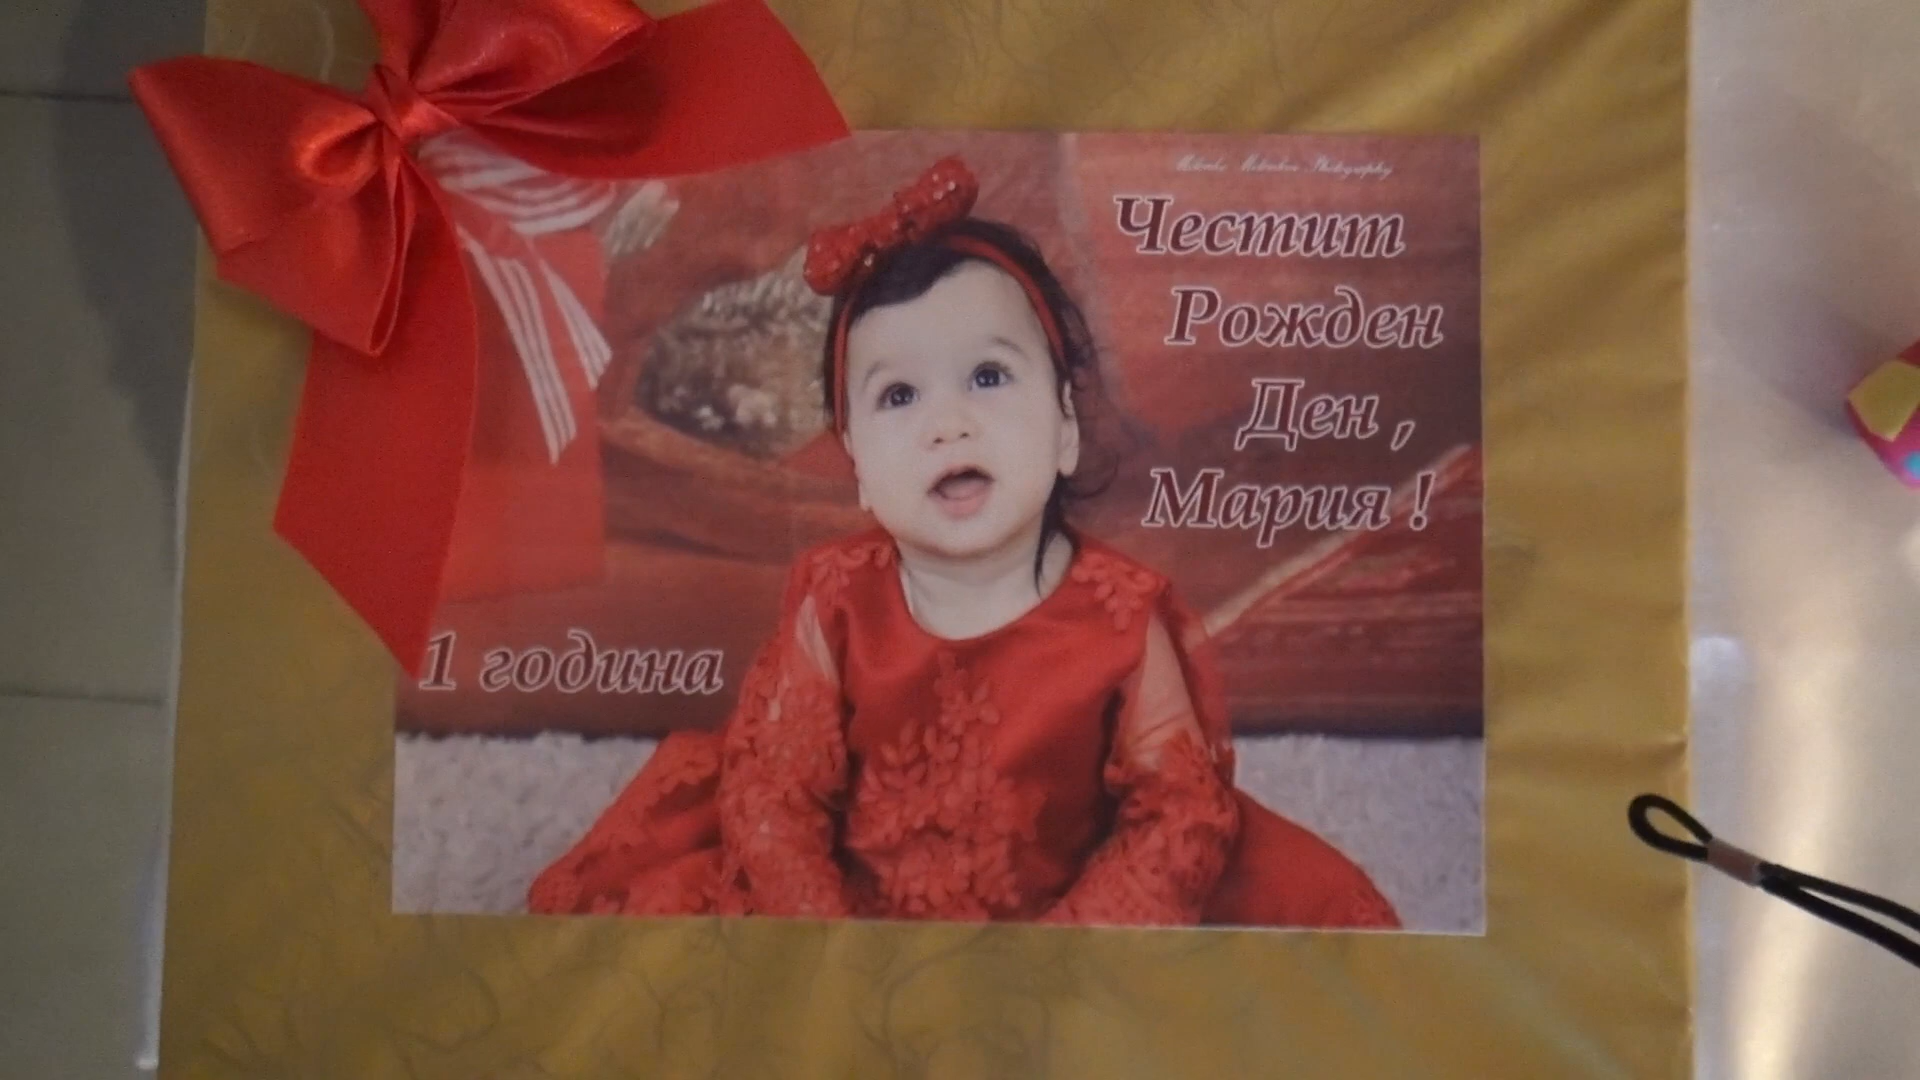 Честит
Рожден
Ден ,
Мария !
1 година